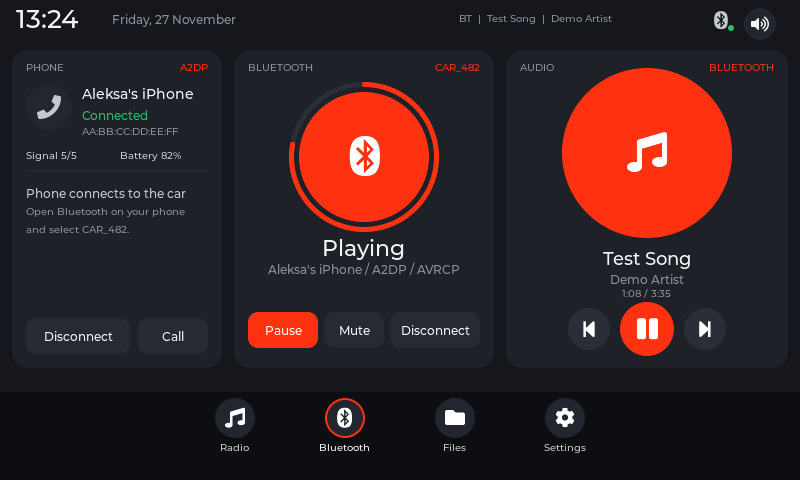 13:24
Friday, 27 November
BT | Test Song | Demo Artist
PHONE
A2DP
Aleksa's iPhone
Connected
AA:BB:CC:DD:EE:FF
Signal 5/5
Battery 82%
Phone connects to the car
Open Bluetooth on your phone
and select CAR_482.
Disconnect
Call
BLUETOOTH
CAR_482
Playing
Aleksa's iPhone / A2DP / AVRCP
Pause
Mute
Disconnect
AUDIO
BLUETOOTH
Test Song
Demo Artist
1:08 / 3:35
Radio
Bluetooth
Files
Settings